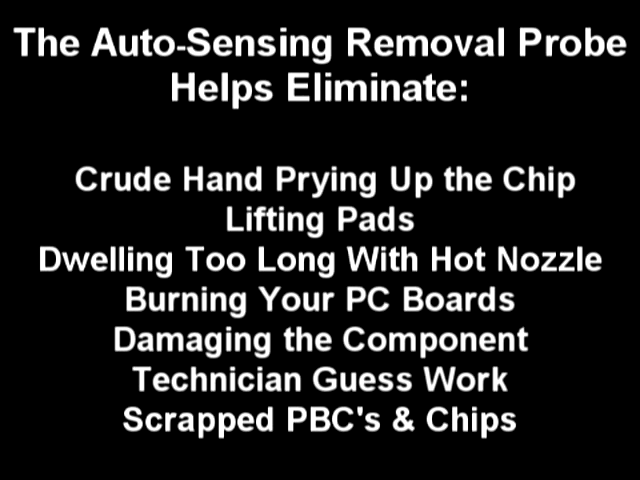 The Auto-Sensing Removal Probe
Helps Eliminate:
Crude Hand Prying Up the Chip
Lifting Pads
Dwelling Too Long With Hot Nozzle
Burning Your PC Boards
Damaging the Component
Technician Guess Work
Scrapped PBC's & Chips